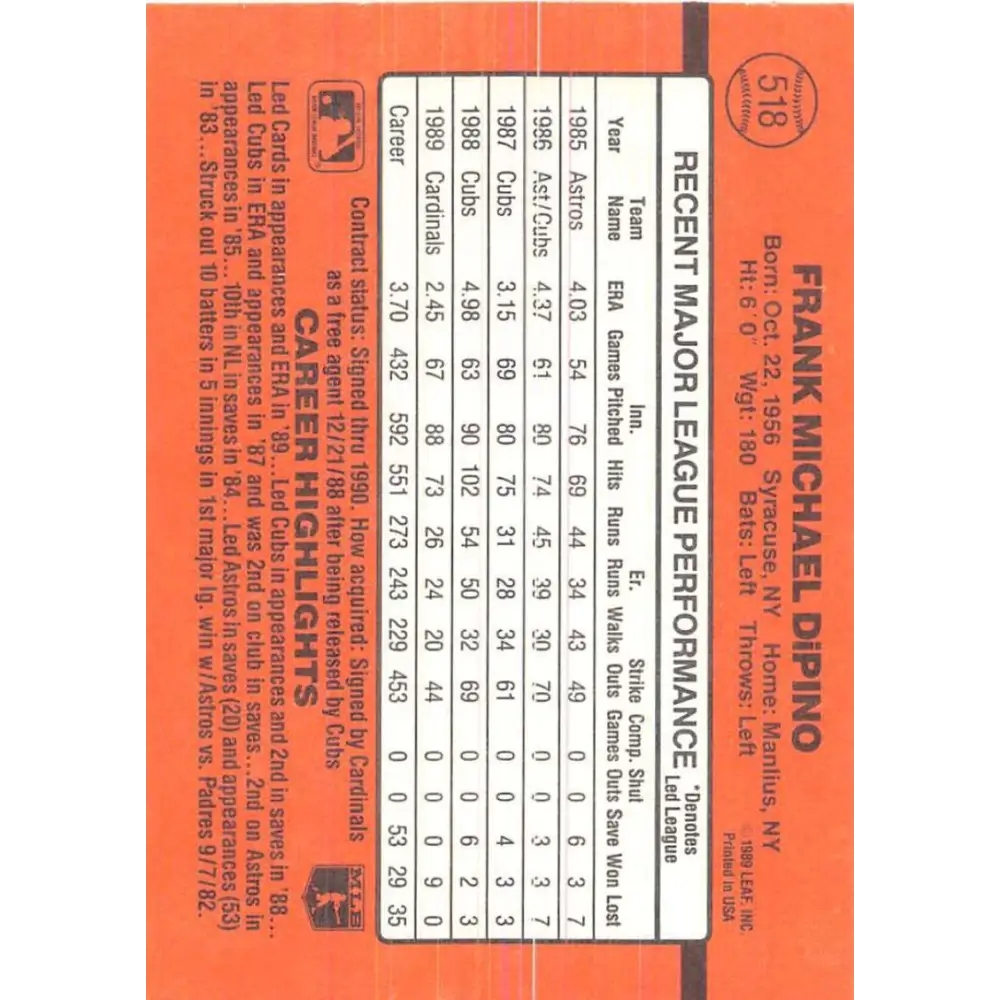 518
FRANK MICHAEL DiPINO
Born: Oct. 22, 1956 Syracuse, NY Home: Manlius, NY
Ht: 6'0" Wgt: 180 Bats: Left Throws: Left
© 1989 LEAF, INC.
Printed in USA
RECENT MAJOR LEAGUE PERFORMANCE *Denotes Led League
Year Team Name ERA Games Inn. Pitched Hits Runs Er. Runs Walks Strike Outs Comp. Games Shut Outs Save Won Lost
1985 Astros 4.03 54 76 69 44 34 43 49 0 0 6 3 7
1986 Ast/Cubs 4.37 61 80 74 45 39 30 70 0 0 3 3 7
1987 Cubs 3.15 69 80 75 31 28 34 61 0 0 4 3 3
1988 Cubs 4.98 63 90 102 54 50 32 69 0 0 6 2 3
1989 Cardinals 2.45 67 88 73 26 24 20 44 0 0 0 9 0
Career 3.70 432 592 551 273 243 229 453 0 0 53 29 35
Contract status: Signed thru 1990. How acquired: Signed by Cardinals
as a free agent 12/21/88 after being released by Cubs
CAREER HIGHLIGHTS
MLB
Led Cards in appearances and ERA in '89...Led Cubs in appearances and 2nd in saves in '88...
Led Cubs in ERA and appearances in '87 and was 2nd on club in saves...2nd on Astros in
appearances in '85...10th in NL in saves in '84...Led Astros in saves (20) and appearances (53)
in '83...Struck out 10 batters in 5 innings in 1st major lg. win w/Astros vs. Padres 9/7/82.